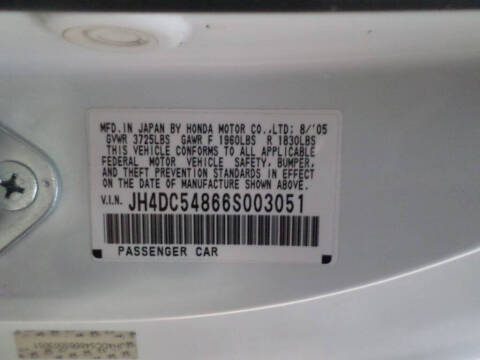 MFD. IN JAPAN BY HONDA MOTOR CO.,LTD: 8/'05
GVWR 3725LBS GAWR F 1960LBS R 1830LBS
THIS VEHICLE CONFORMS TO ALL APPLICABLE
FEDERAL MOTOR VEHICLE SAFETY, BUMPER,
AND THEFT PREVENTION STANDARDS IN EFFECT
ON THE DATE OF MANUFACTURE SHOWN ABOVE.
V.I.N. JH4DC54866S003051
PASSENGER CAR
JH4DC54866S003051